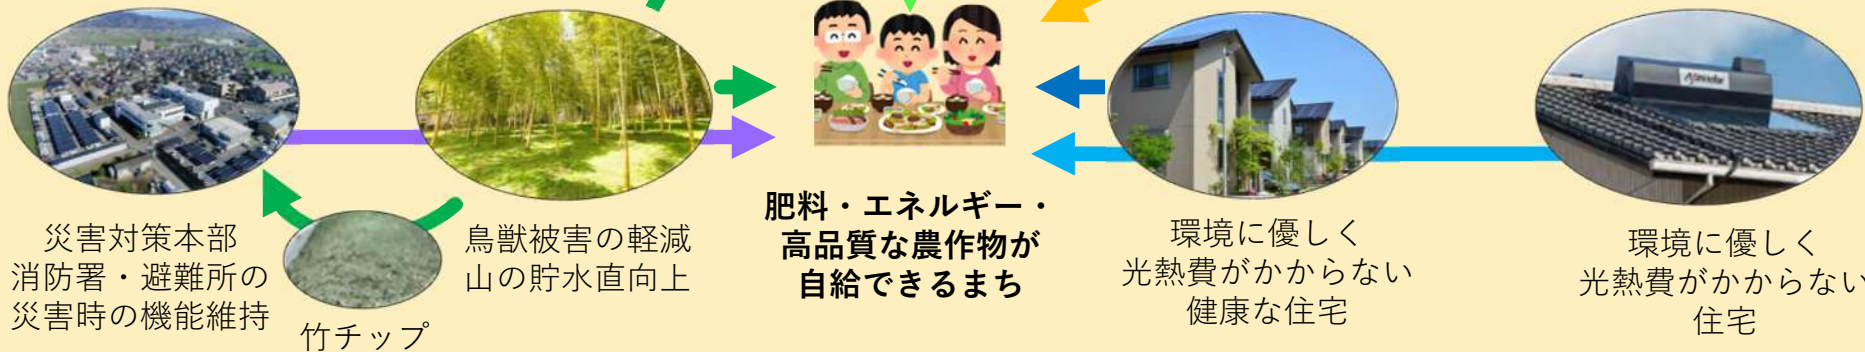 災害対策本部
消防署・避難所の
災害時の機能維持
竹チップ
鳥獣被害の軽減
山の貯水直向上
肥料・エネルギー・
高品質な農作物が
自給できるまち
環境に優しく
光熱費がかからない
健康な住宅
環境に優しく
光熱費がかからない
住宅